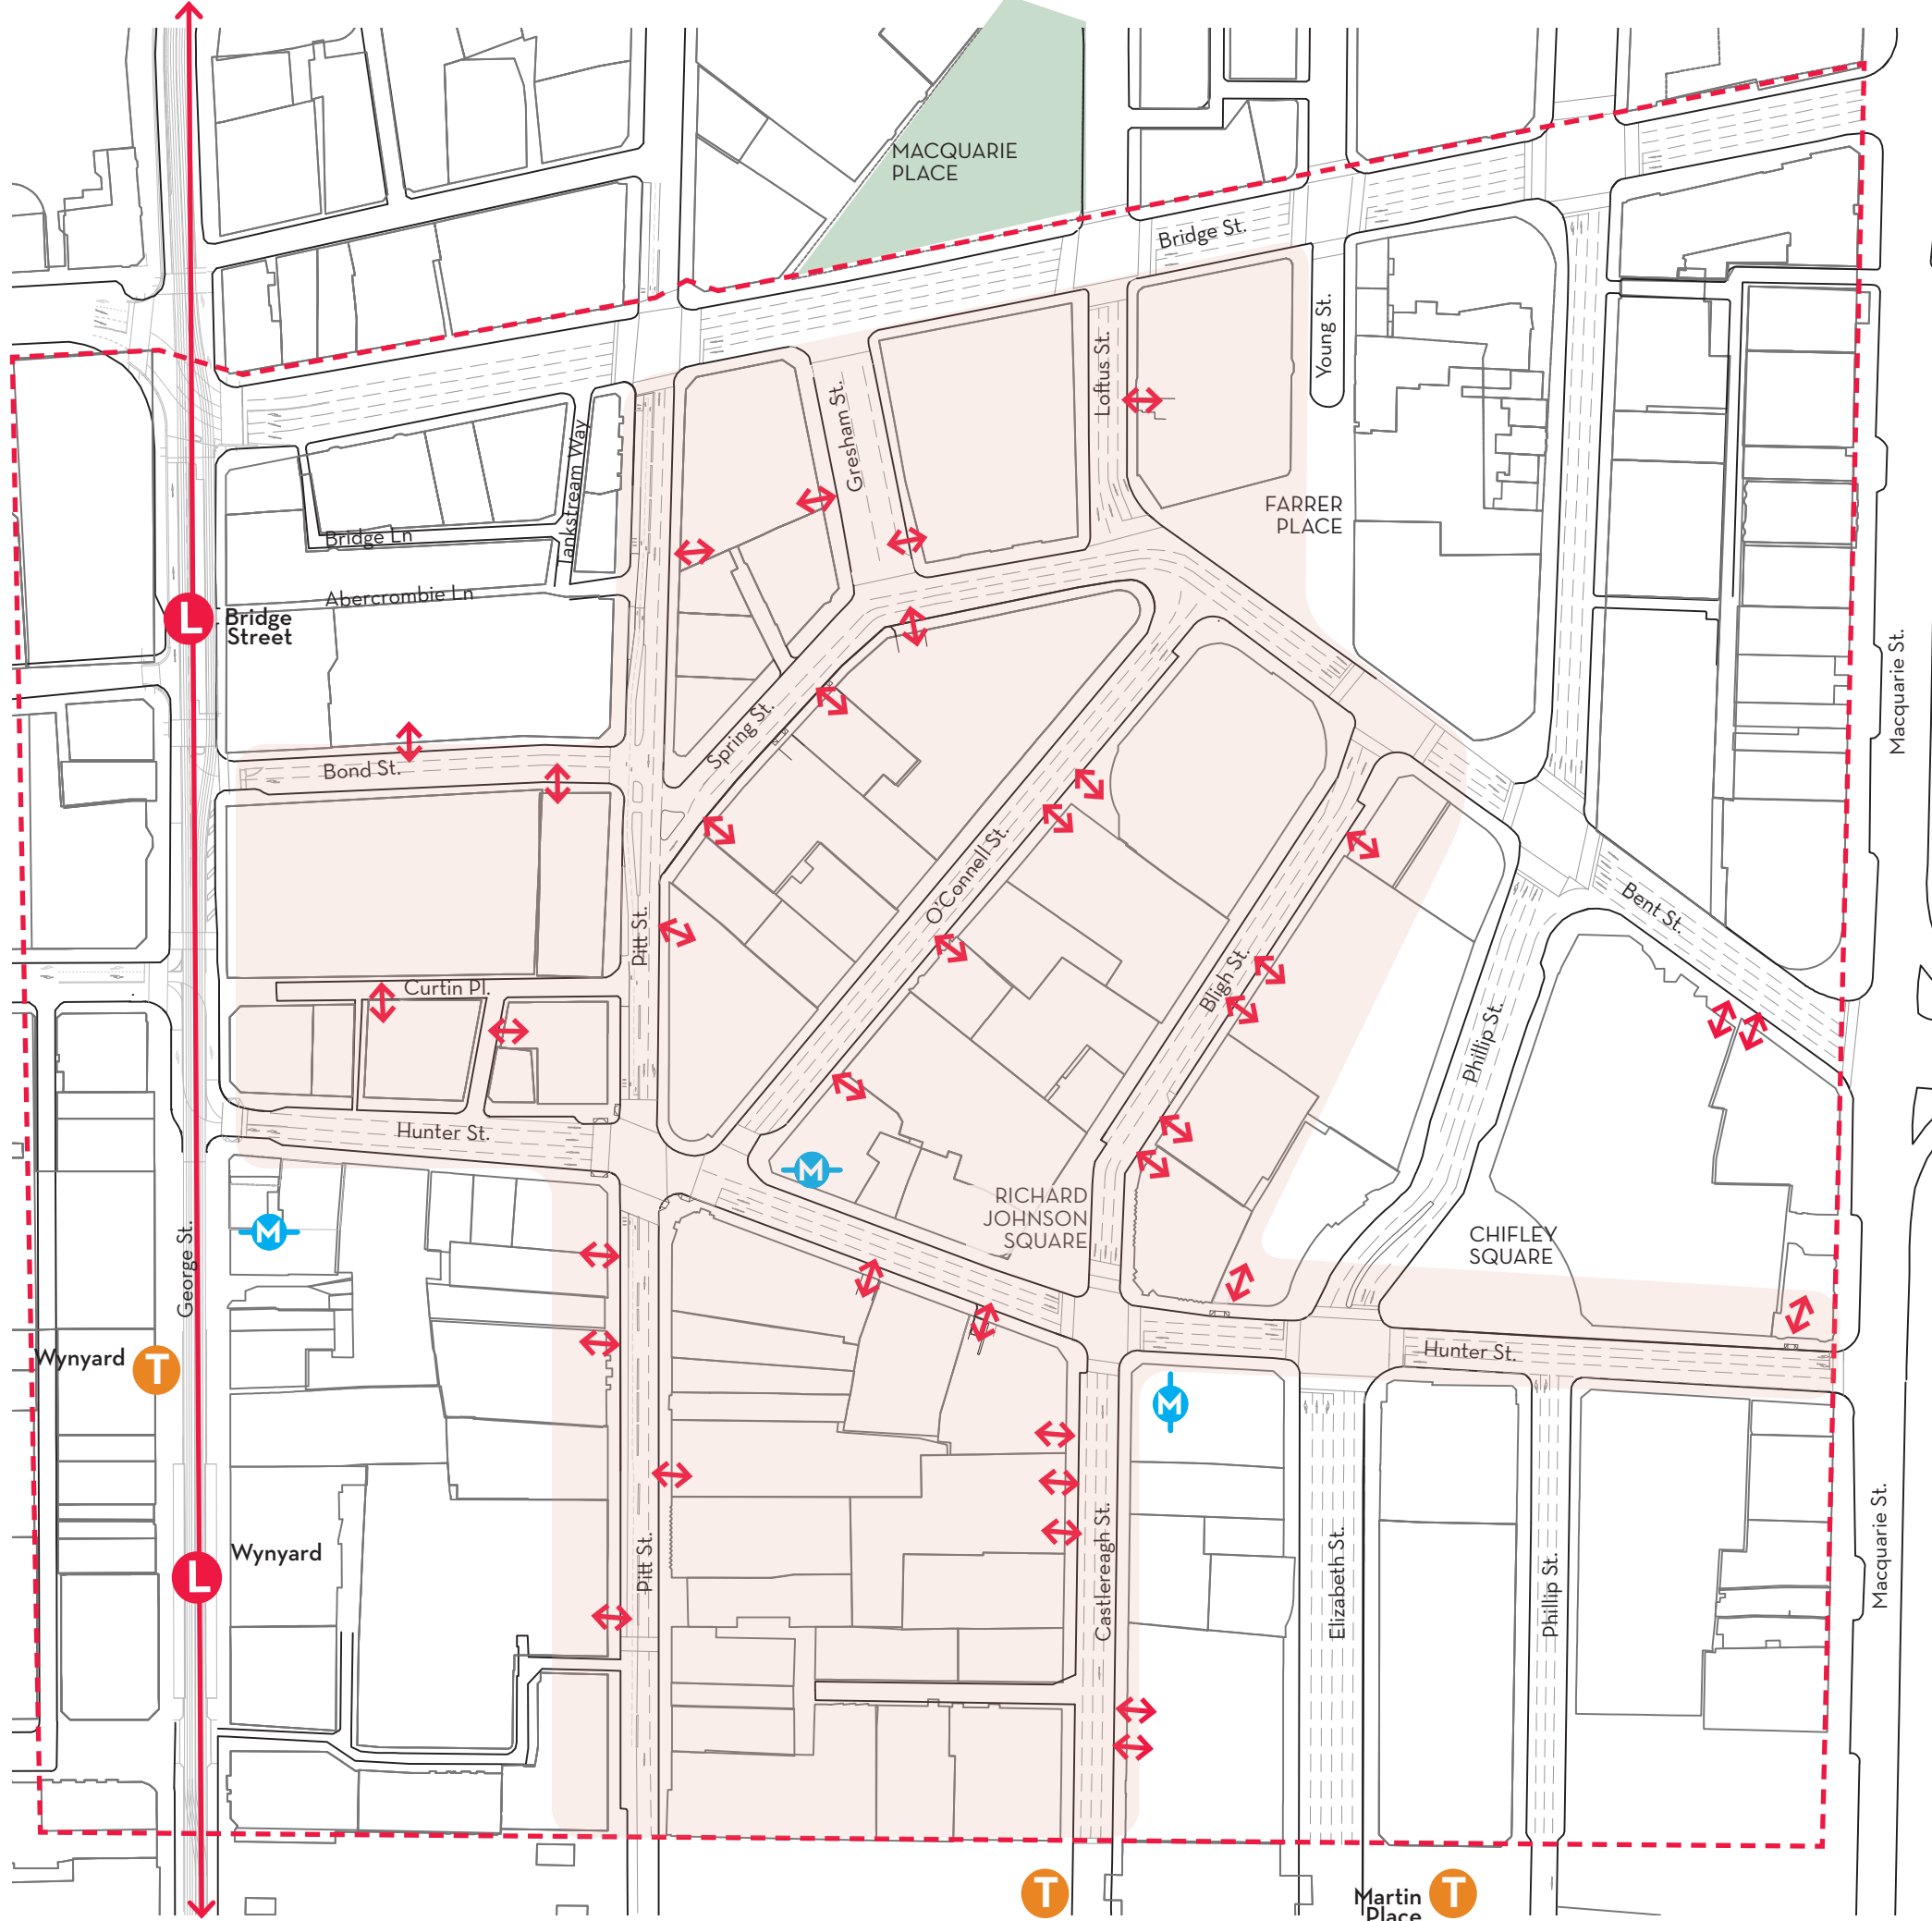 MACQUARIE
PLACE
Bridge St.
Young St.
Loftus St.
Gresham St.
Tankstream Way
FARRER
PLACE
Bridge Ln
Abercrombie Ln
L
Bridge
Street
Macquarie St.
Spring St.
Bond St.
O'Connell St.
Bent St.
Pitt St.
Bligh St.
Curtin Pl.
Phillip St.
Hunter St.
M
RICHARD
JOHNSON
SQUARE
M
CHIFLEY
SQUARE
George St.
Hunter St.
Wynyard
T
M
L
Wynyard
Pitt St.
Castlereagh St.
Elizabeth St.
Phillip St.
Macquarie St.
T
Martin
Place
T